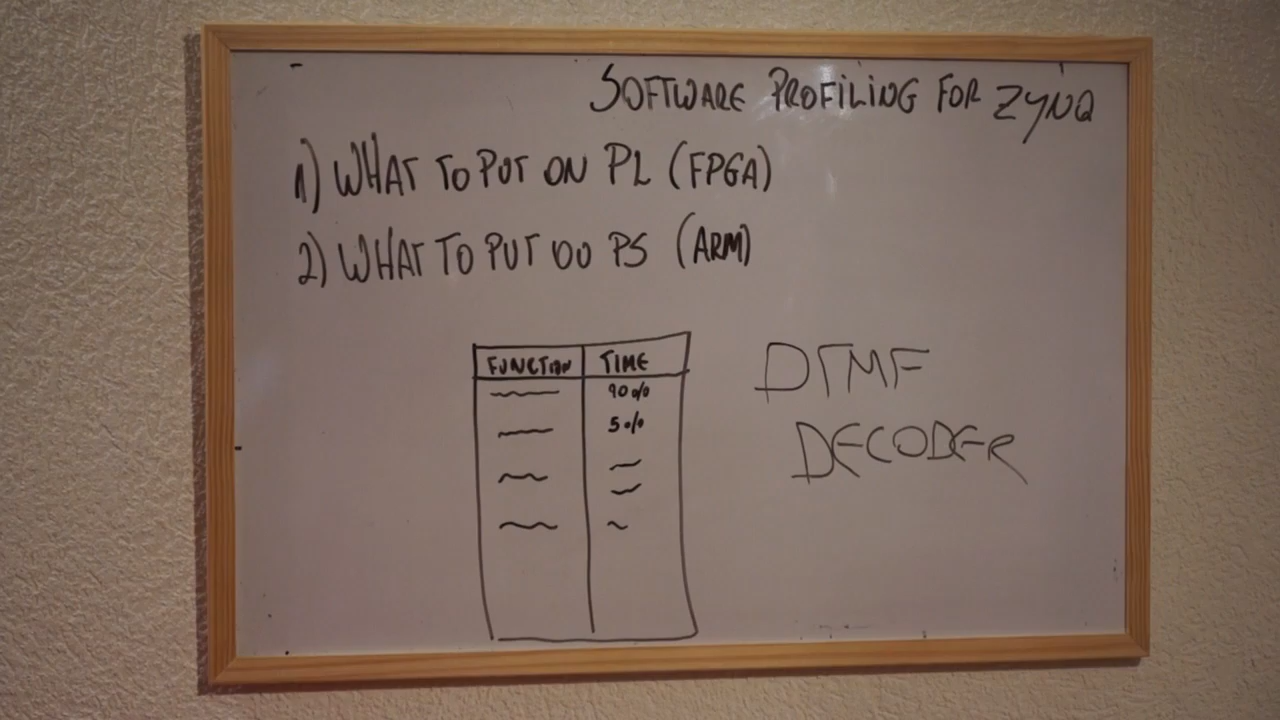 SOFTWARE PROFILING FOR ZYNQ
1) WHAT TO PUT ON PL (FPGA)
2) WHAT TO PUT ON PS (ARM)
FUNCTION TIME
90%
5%
DTMF
DECODER